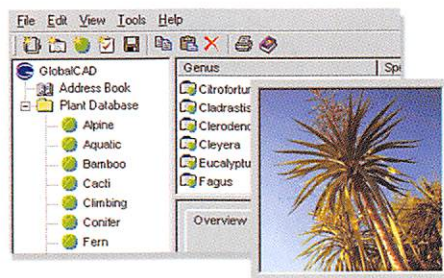 File Edit View Tools Help
GlobalCAD
Address Book
Plant Database
Alpine
Aquatic
Bamboo
Cacti
Climbing
Conifer
Fern
Genus
Citrofortun
Cladrastis
Clerodend
Cleyera
Eucalyptu
Fagus
Overview